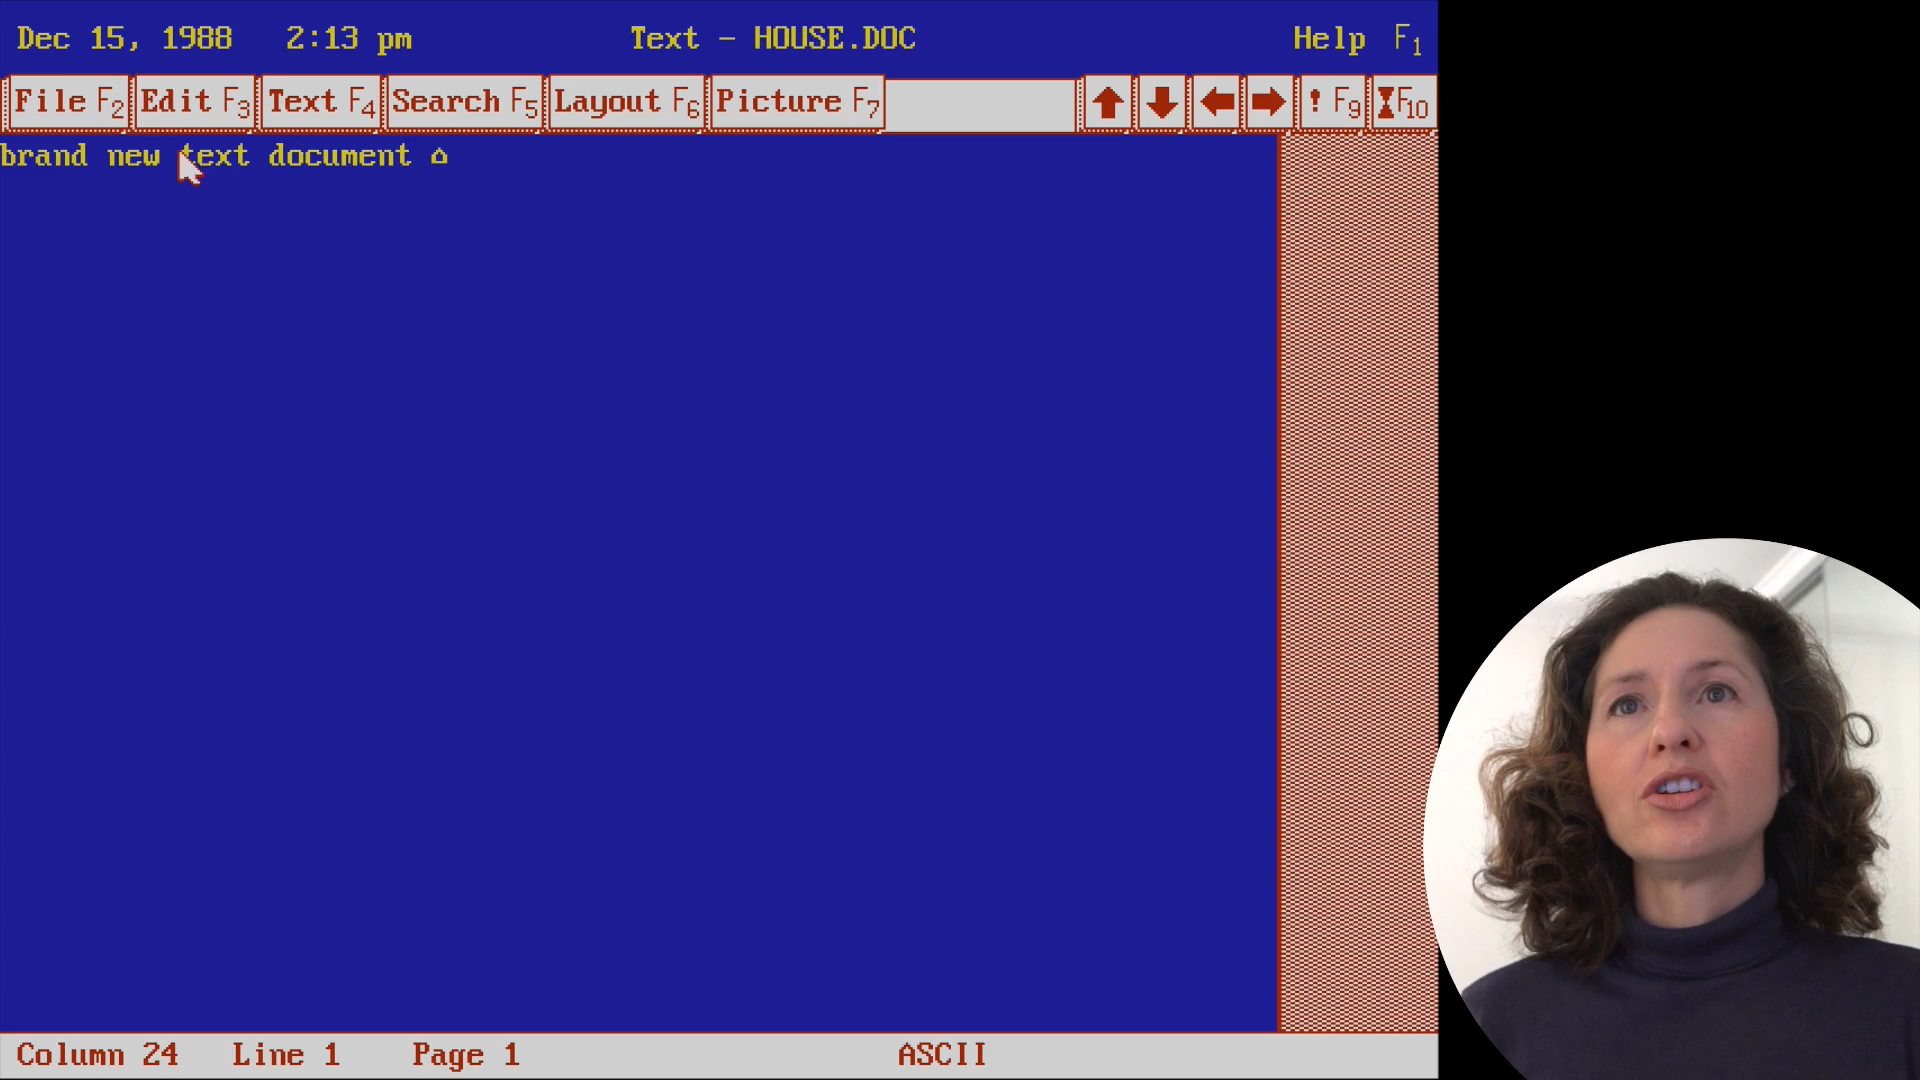 Dec 15, 1988 2:13 pm Text - HOUSE.DOC Help F1
File F2 Edit F3 Text F4 Search F5 Layout F6 Picture F7 ! F9 F10
brand new text document ⌂
Column 24 Line 1 Page 1 ASCII